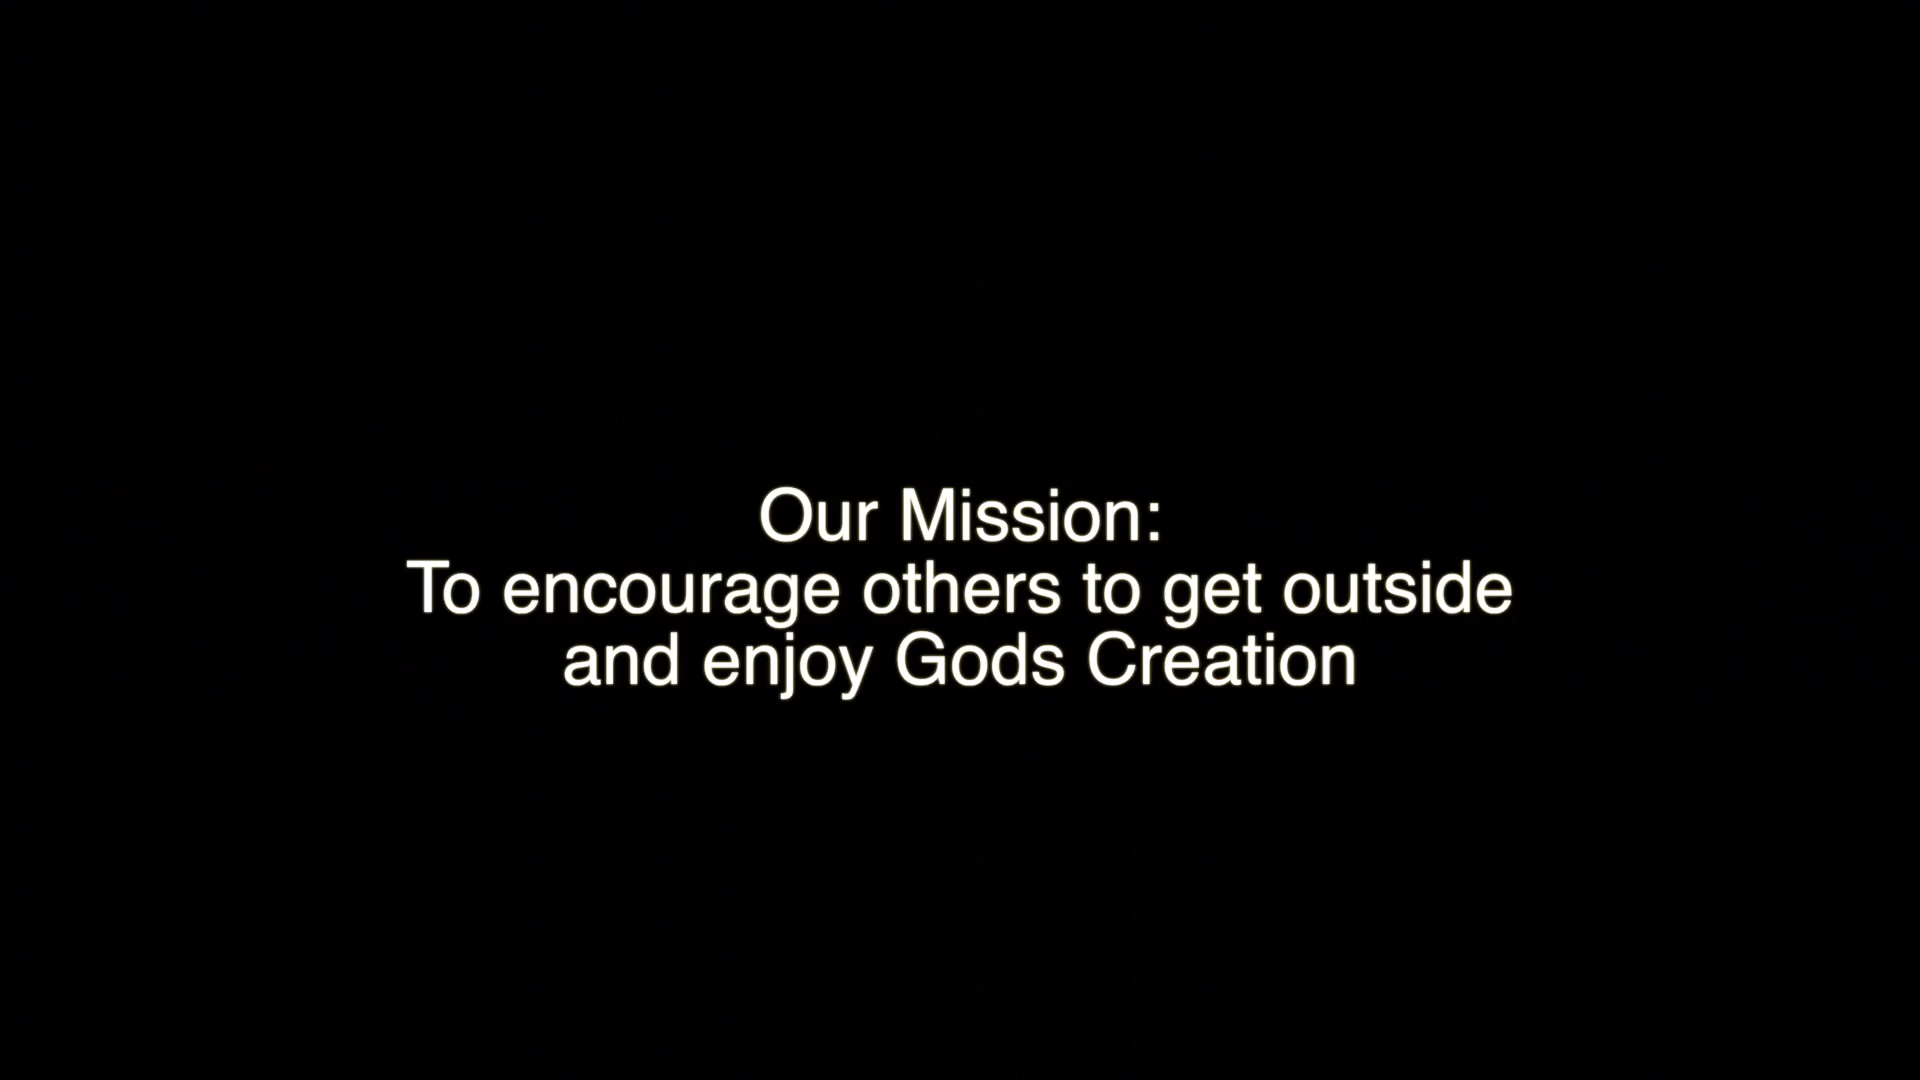 Our Mission:
To encourage others to get outside
and enjoy Gods Creation